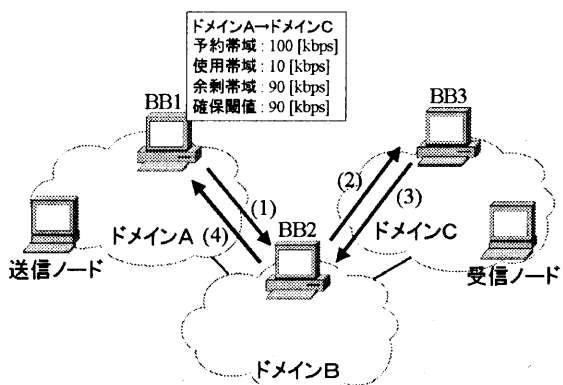 ドメインA→ドメインC
予約帯域：100 [kbps]
使用帯域：10 [kbps]
余剰帯域：90 [kbps]
確保閾値：90 [kbps]
BB1
BB3
(1)
(2)
(3)
(4)
BB2
ドメインA
ドメインC
送信ノード
受信ノード
ドメインB